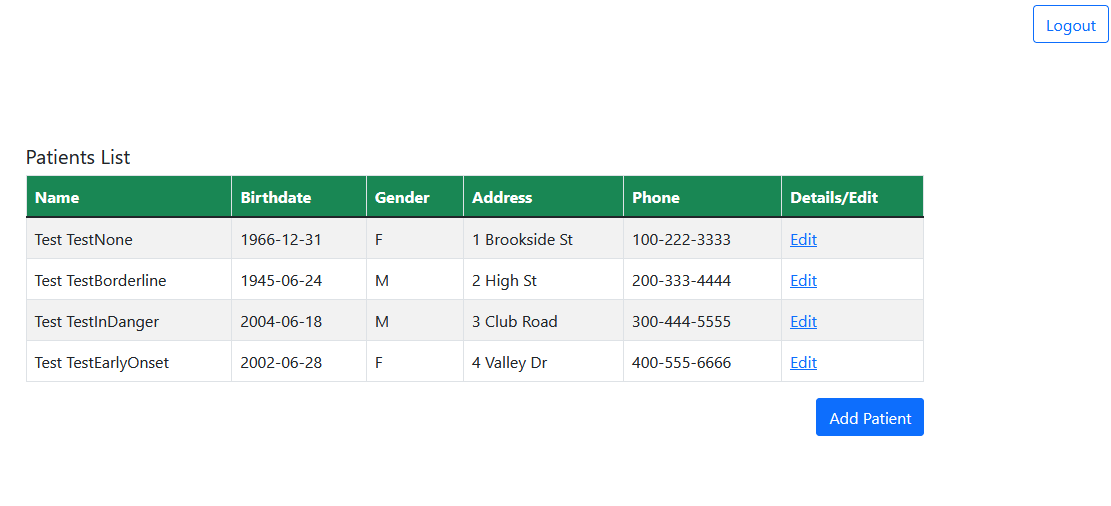 Logout
Patients List
Name Birthdate Gender Address Phone Details/Edit
Test TestNone 1966-12-31 F 1 Brookside St 100-222-3333 Edit
Test TestBorderline 1945-06-24 M 2 High St 200-333-4444 Edit
Test TestInDanger 2004-06-18 M 3 Club Road 300-444-5555 Edit
Test TestEarlyOnset 2002-06-28 F 4 Valley Dr 400-555-6666 Edit
Add Patient